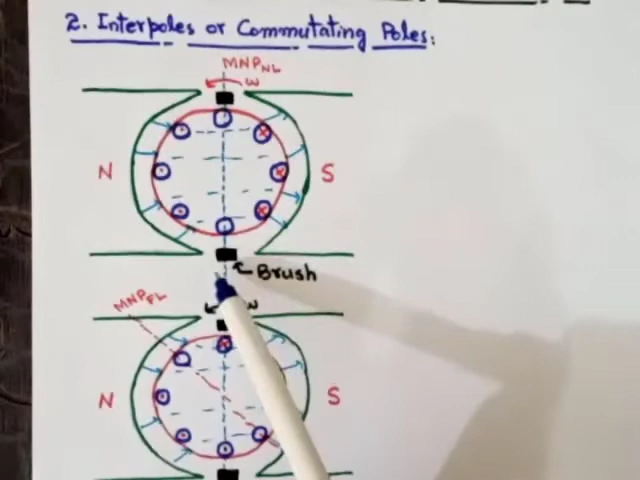 2. Interpoles or Commutating Poles:
MNP_NL
ω
N
S
Brush
MNP_FL
ω
N
S